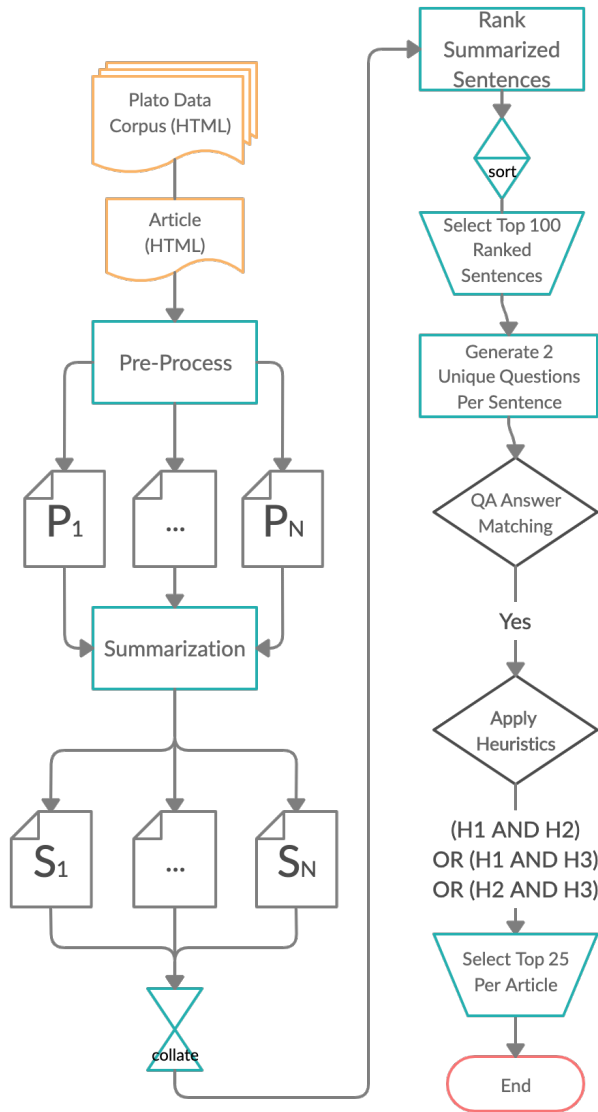 Plato Data
Corpus (HTML)
Article
(HTML)
Pre-Process
P1
...
PN
Summarization
S1
...
SN
collate
Rank
Summarized
Sentences
sort
Select Top 100
Ranked
Sentences
Generate 2
Unique Questions
Per Sentence
QA Answer
Matching
Yes
Apply
Heuristics
(H1 AND H2)
OR (H1 AND H3)
OR (H2 AND H3)
Select Top 25
Per Article
End